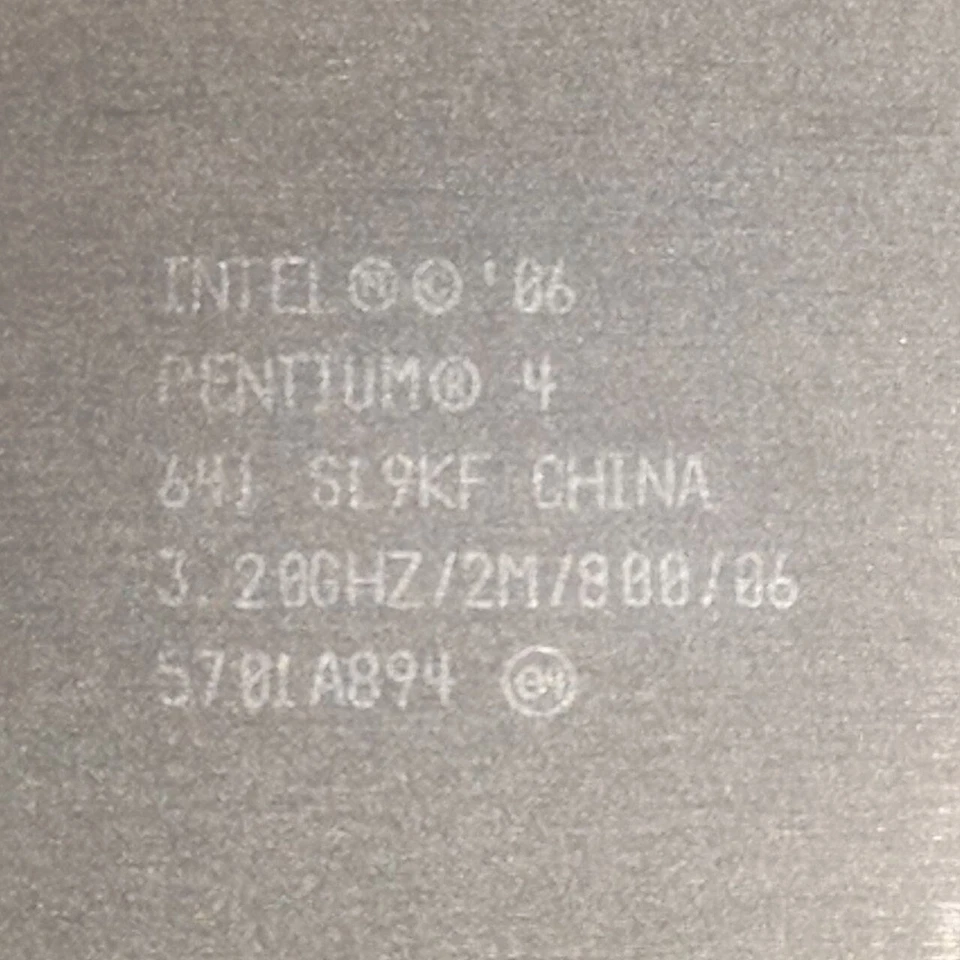 INTEL®© '06
PENTIUM® 4
641 SL9KF CHINA
3.20GHZ/2M/800/06
5701A894 e4